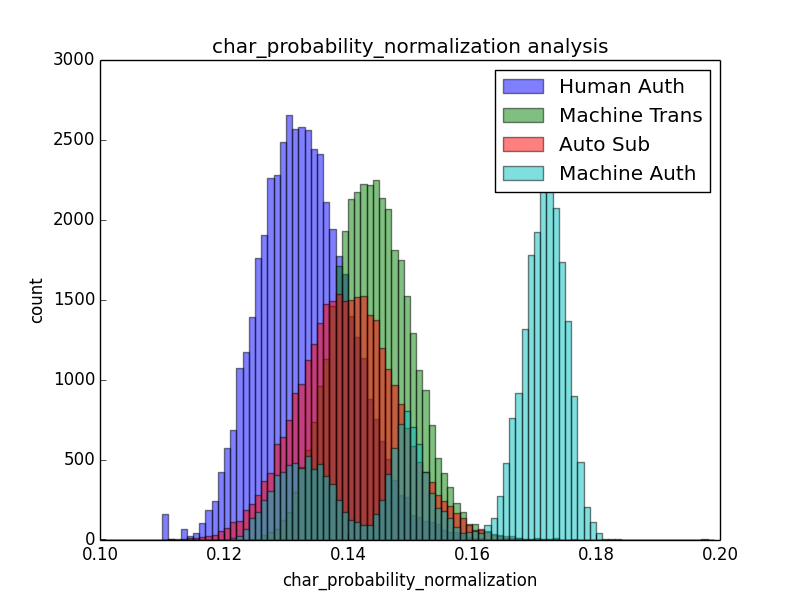 char_probability_normalization analysis
3000
2500
2000
1500
1000
500
0
count
Human Auth
Machine Trans
Auto Sub
Machine Auth
0.10 0.12 0.14 0.16 0.18 0.20
char_probability_normalization